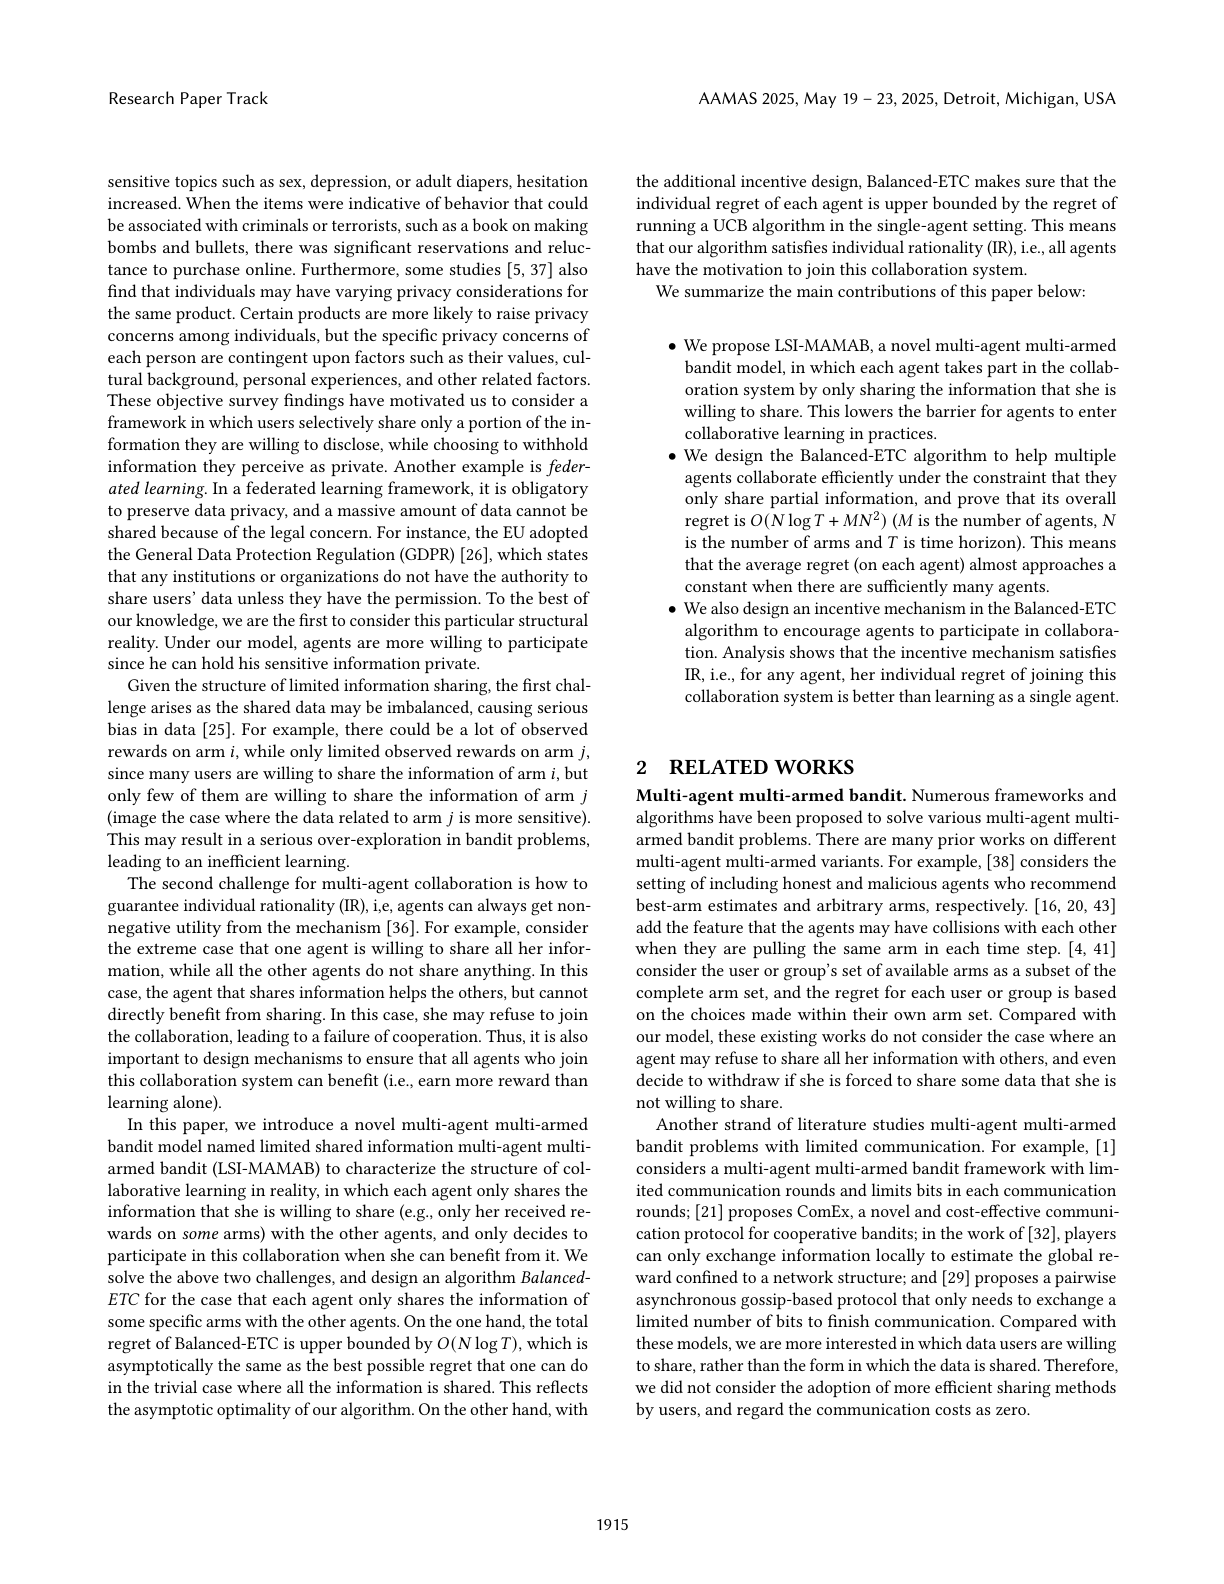 Research Paper Track
AAMAS 2025, May 19 – 23, 2025, Detroit, Michigan, USA
sensitive topics such as sex, depression, or adult diapers, hesitation
increased. When the items were indicative of behavior that could
be associated with criminals or terrorists, such as a book on making
bombs and bullets, there was significant reservations and reluc-
tance to purchase online. Furthermore, some studies [5, 37] also
find that individuals may have varying privacy considerations for
the same product. Certain products are more likely to raise privacy
concerns among individuals, but the specific privacy concerns of
each person are contingent upon factors such as their values, cul-
tural background, personal experiences, and other related factors.
These objective survey findings have motivated us to consider a
framework in which users selectively share only a portion of the in-
formation they are willing to disclose, while choosing to withhold
information they perceive as private. Another example is feder-
ated learning. In a federated learning framework, it is obligatory
to preserve data privacy, and a massive amount of data cannot be
shared because of the legal concern. For instance, the EU adopted
the General Data Protection Regulation (GDPR) [26], which states
that any institutions or organizations do not have the authority to
share users' data unless they have the permission. To the best of
our knowledge, we are the first to consider this particular structural
reality. Under our model, agents are more willing to participate
since he can hold his sensitive information private.
Given the structure of limited information sharing, the first chal-
lenge arises as the shared data may be imbalanced, causing serious
bias in data [25]. For example, there could be a lot of observed
rewards on arm i, while only limited observed rewards on arm j,
since many users are willing to share the information of arm i, but
only few of them are willing to share the information of arm j
(image the case where the data related to arm j is more sensitive).
This may result in a serious over-exploration in bandit problems,
leading to an inefficient learning.
The second challenge for multi-agent collaboration is how to
guarantee individual rationality (IR), i,e, agents can always get non-
negative utility from the mechanism [36]. For example, consider
the extreme case that one agent is willing to share all her infor-
mation, while all the other agents do not share anything. In this
case, the agent that shares information helps the others, but cannot
directly benefit from sharing. In this case, she may refuse to join
the collaboration, leading to a failure of cooperation. Thus, it is also
important to design mechanisms to ensure that all agents who join
this collaboration system can benefit (i.e., earn more reward than
learning alone).
In this paper, we introduce a novel multi-agent multi-armed
bandit model named limited shared information multi-agent multi-
armed bandit (LSI-MAMAB) to characterize the structure of col-
laborative learning in reality, in which each agent only shares the
information that she is willing to share (e.g., only her received re-
wards on some arms) with the other agents, and only decides to
participate in this collaboration when she can benefit from it. We
solve the above two challenges, and design an algorithm Balanced-
ETC for the case that each agent only shares the information of
some specific arms with the other agents. On the one hand, the total
regret of Balanced-ETC is upper bounded by O(N log T), which is
asymptotically the same as the best possible regret that one can do
in the trivial case where all the information is shared. This reflects
the asymptotic optimality of our algorithm. On the other hand, with
the additional incentive design, Balanced-ETC makes sure that the
individual regret of each agent is upper bounded by the regret of
running a UCB algorithm in the single-agent setting. This means
that our algorithm satisfies individual rationality (IR), i.e., all agents
have the motivation to join this collaboration system.
We summarize the main contributions of this paper below:
• We propose LSI-MAMAB, a novel multi-agent multi-armed
bandit model, in which each agent takes part in the collab-
oration system by only sharing the information that she is
willing to share. This lowers the barrier for agents to enter
collaborative learning in practices.
• We design the Balanced-ETC algorithm to help multiple
agents collaborate efficiently under the constraint that they
only share partial information, and prove that its overall
regret is O(N log T + MN²) (M is the number of agents, N
is the number of arms and T is time horizon). This means
that the average regret (on each agent) almost approaches a
constant when there are sufficiently many agents.
• We also design an incentive mechanism in the Balanced-ETC
algorithm to encourage agents to participate in collabora-
tion. Analysis shows that the incentive mechanism satisfies
IR, i.e., for any agent, her individual regret of joining this
collaboration system is better than learning as a single agent.
2 RELATED WORKS
Multi-agent multi-armed bandit. Numerous frameworks and
algorithms have been proposed to solve various multi-agent multi-
armed bandit problems. There are many prior works on different
multi-agent multi-armed variants. For example, [38] considers the
setting of including honest and malicious agents who recommend
best-arm estimates and arbitrary arms, respectively. [16, 20, 43]
add the feature that the agents may have collisions with each other
when they are pulling the same arm in each time step. [4, 41]
consider the user or group's set of available arms as a subset of the
complete arm set, and the regret for each user or group is based
on the choices made within their own arm set. Compared with
our model, these existing works do not consider the case where an
agent may refuse to share all her information with others, and even
decide to withdraw if she is forced to share some data that she is
not willing to share.
Another strand of literature studies multi-agent multi-armed
bandit problems with limited communication. For example, [1]
considers a multi-agent multi-armed bandit framework with lim-
ited communication rounds and limits bits in each communication
rounds; [21] proposes ComEx, a novel and cost-effective communi-
cation protocol for cooperative bandits; in the work of [32], players
can only exchange information locally to estimate the global re-
ward confined to a network structure; and [29] proposes a pairwise
asynchronous gossip-based protocol that only needs to exchange a
limited number of bits to finish communication. Compared with
these models, we are more interested in which data users are willing
to share, rather than the form in which the data is shared. Therefore,
we did not consider the adoption of more efficient sharing methods
by users, and regard the communication costs as zero.
1915